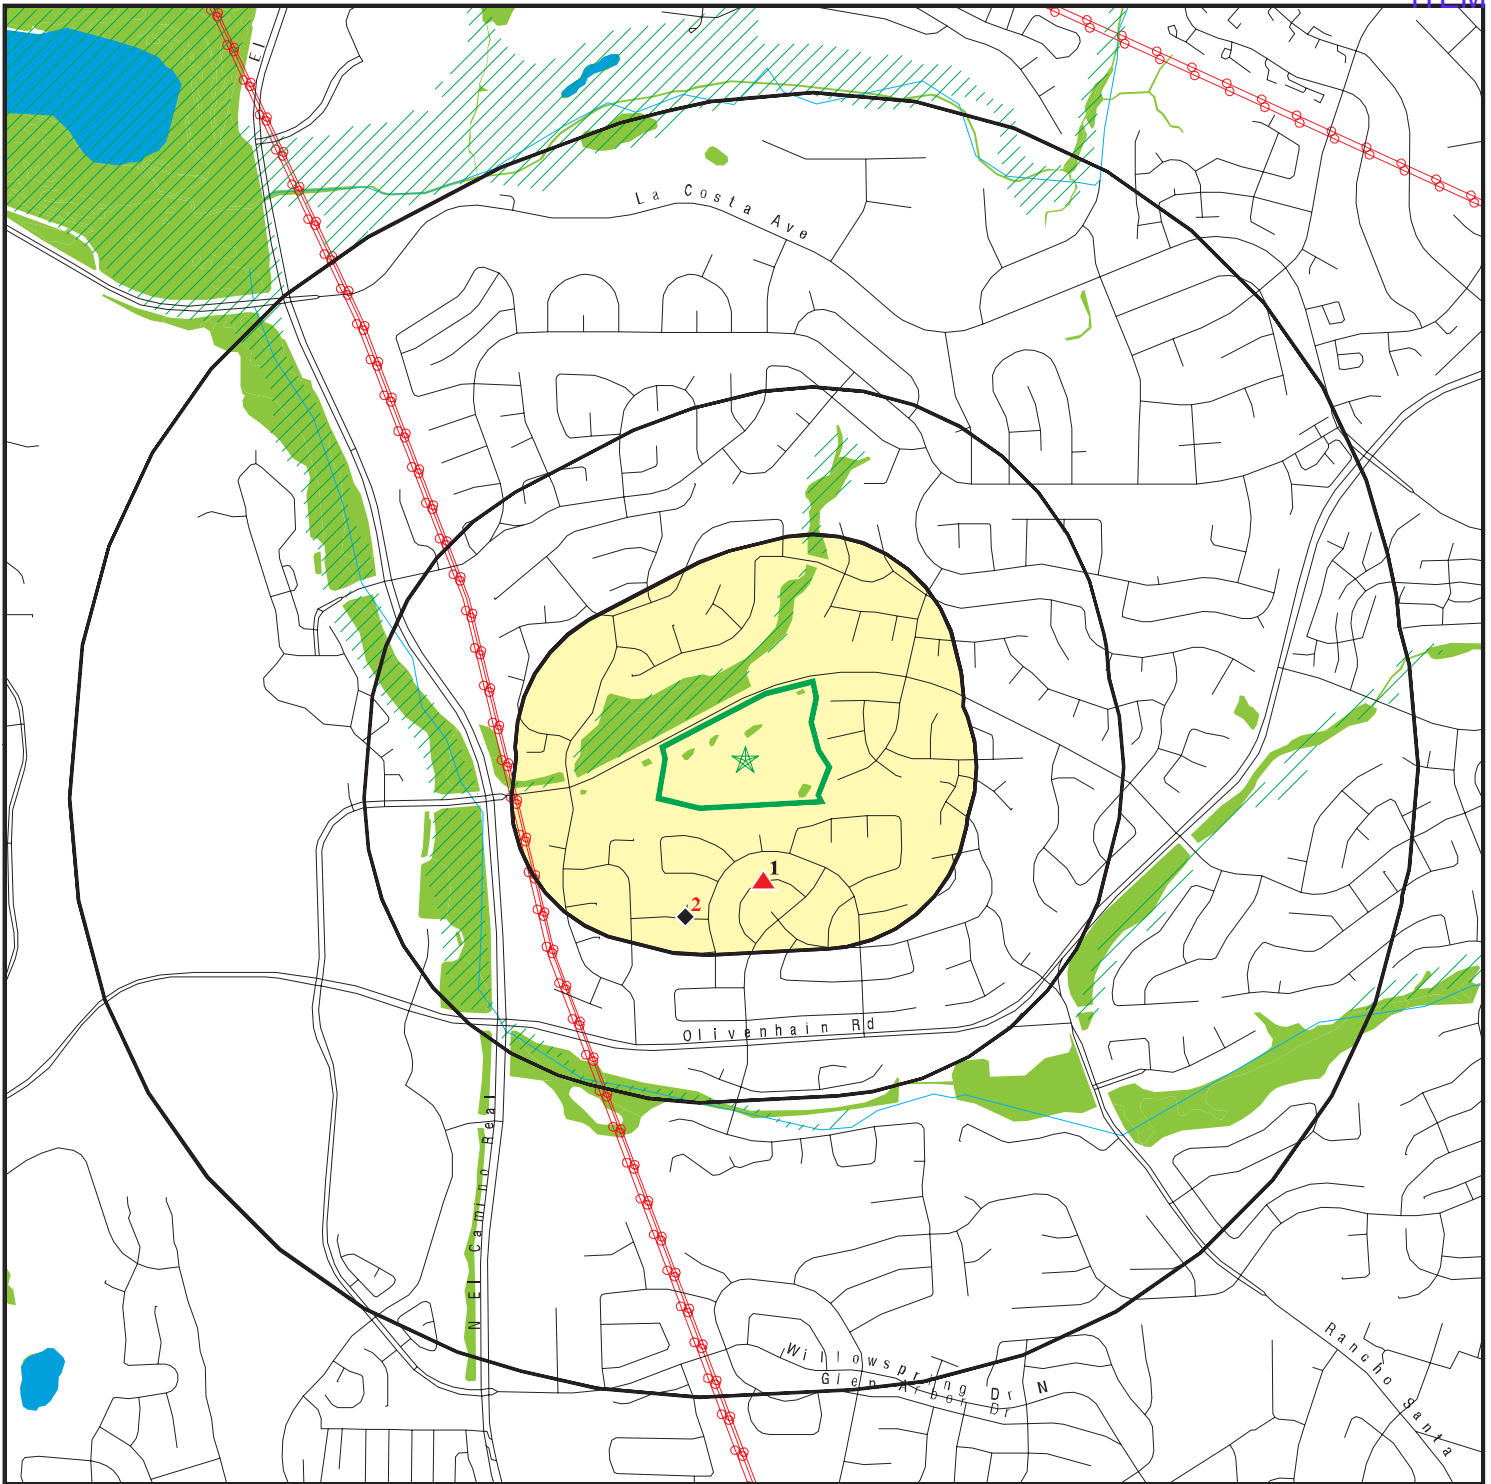 El
La Costa Ave
1
2
Olivenhain Rd
N El Camino Real
Willowspring Dr N
Glen Arbor Dr
Rancho Santa